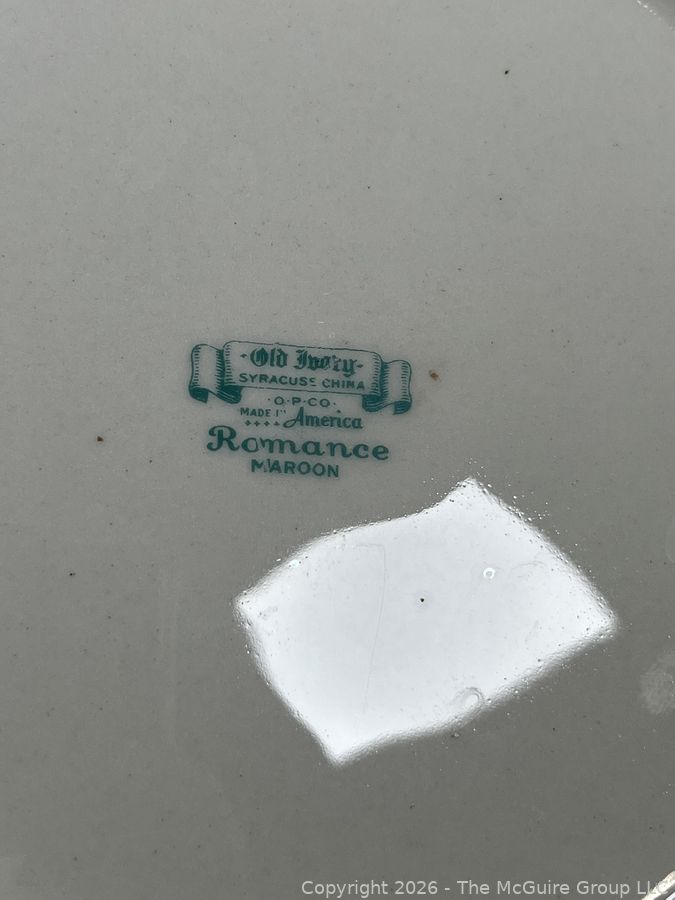 -Old Ivory-
SYRACUSE CHINA
·O·P·CO·
MADE IN America
Romance
MAROON
Copyright 2026 - The McGuire Group LLC